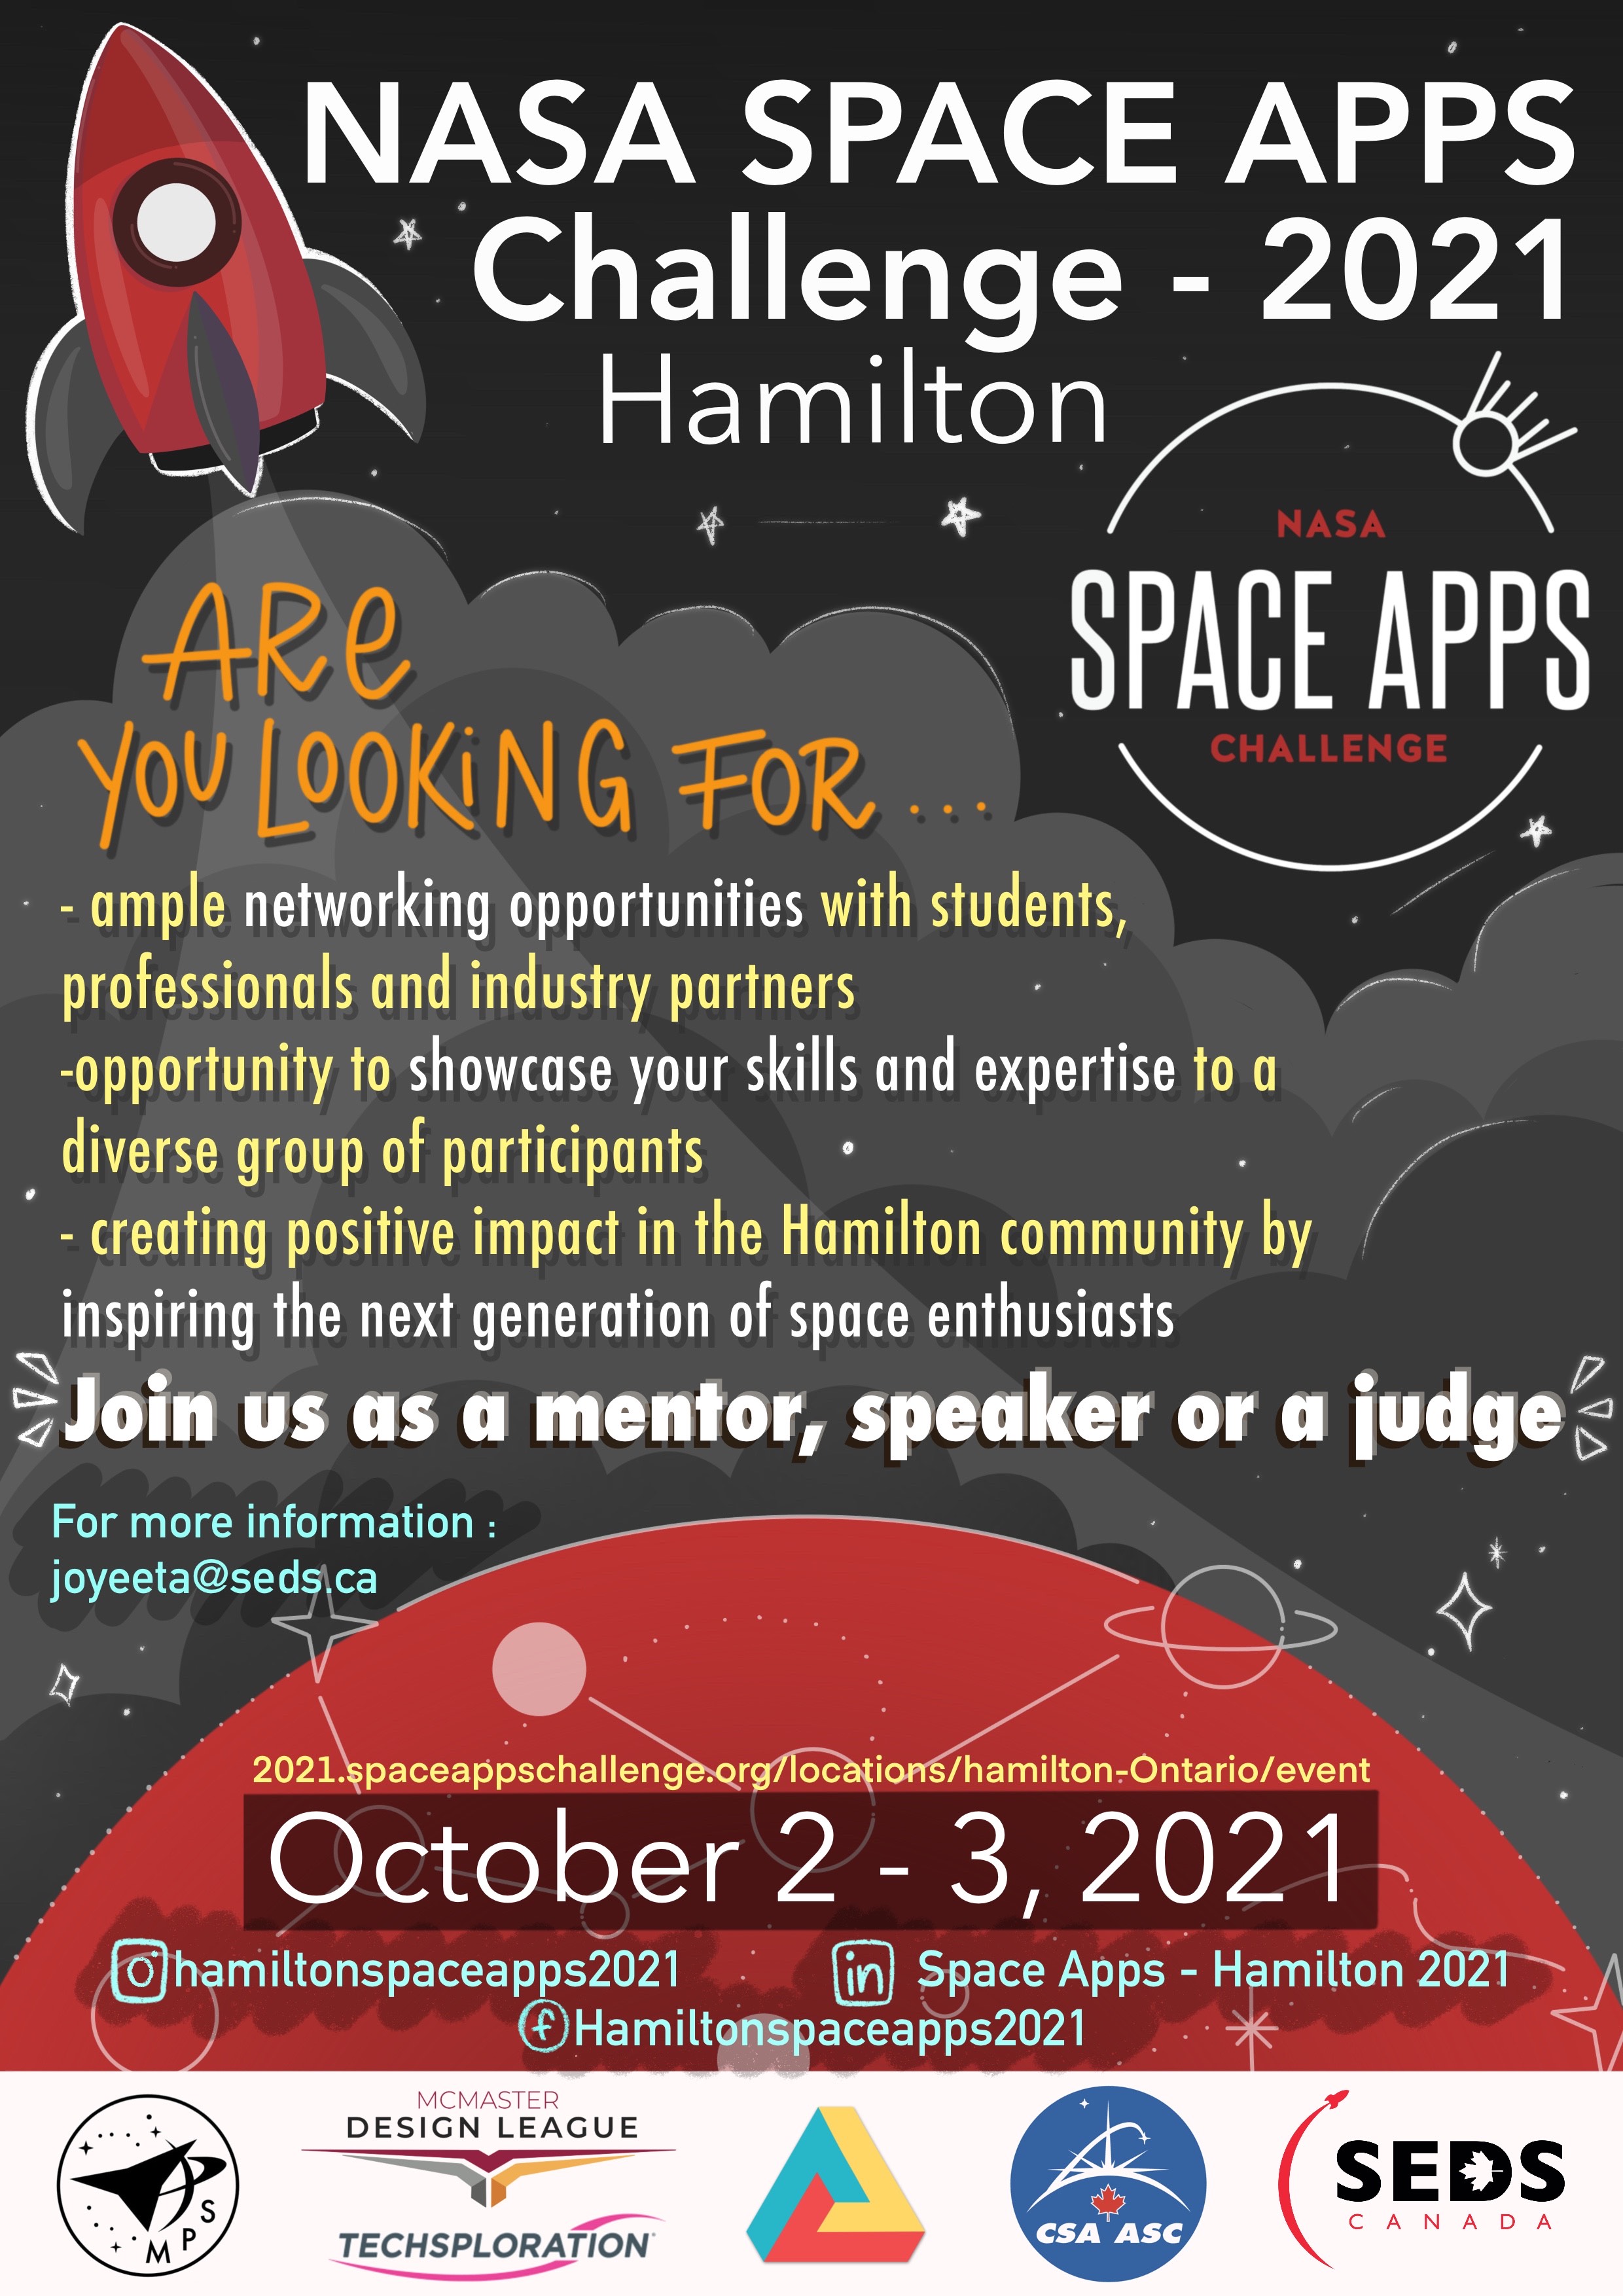 NASA SPACE APPS
Challenge - 2021
Hamilton
NASA
SPACE APPS
CHALLENGE
ARe
YOU LOOKiNG FOR...
- ample networking opportunities with students,
professionals and industry partners
-opportunity to showcase your skills and expertise to a
diverse group of participants
- creating positive impact in the Hamilton community by
inspiring the next generation of space enthusiasts
Join us as a mentor, speaker or a judge
For more information :
joyeeta@seds.ca
2021.spaceappschallenge.org/locations/hamilton-Ontario/event
October 2 - 3, 2021
hamiltonspaceapps2021
in Space Apps - Hamilton 2021
f Hamiltonspaceapps2021
MPS
MCMASTER
DESIGN LEAGUE
TECHSPLORATION
CSA ASC
SEDS
CANADA